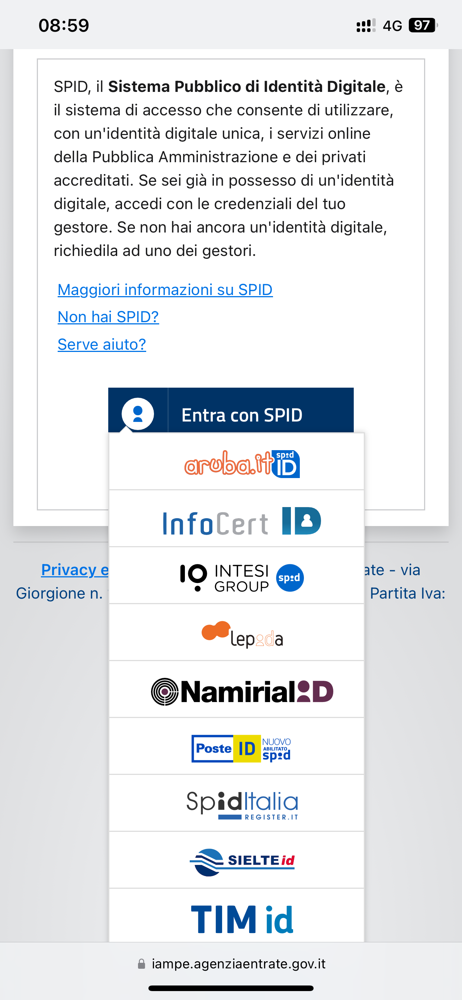 08:59
4G 97
SPID, il Sistema Pubblico di Identità Digitale, è
il sistema di accesso che consente di utilizzare,
con un'identità digitale unica, i servizi online
della Pubblica Amministrazione e dei privati
accreditati. Se sei già in possesso di un'identità
digitale, accedi con le credenziali del tuo
gestore. Se non hai ancora un'identità digitale,
richiedila ad uno dei gestori.
Maggiori informazioni su SPID
Non hai SPID?
Serve aiuto?
Entra con SPID
aruba.it spid ID
InfoCert ID
INTESI
GROUP
spid
Privacy e
via
Giorgione n.
Partita Iva:
lepida
Namirial ID
Poste ID NUOVO
ABILITATO
spid
SpidItalia
REGISTER.IT
SIELTE id
TIM id
iampe.agenziaentrate.gov.it